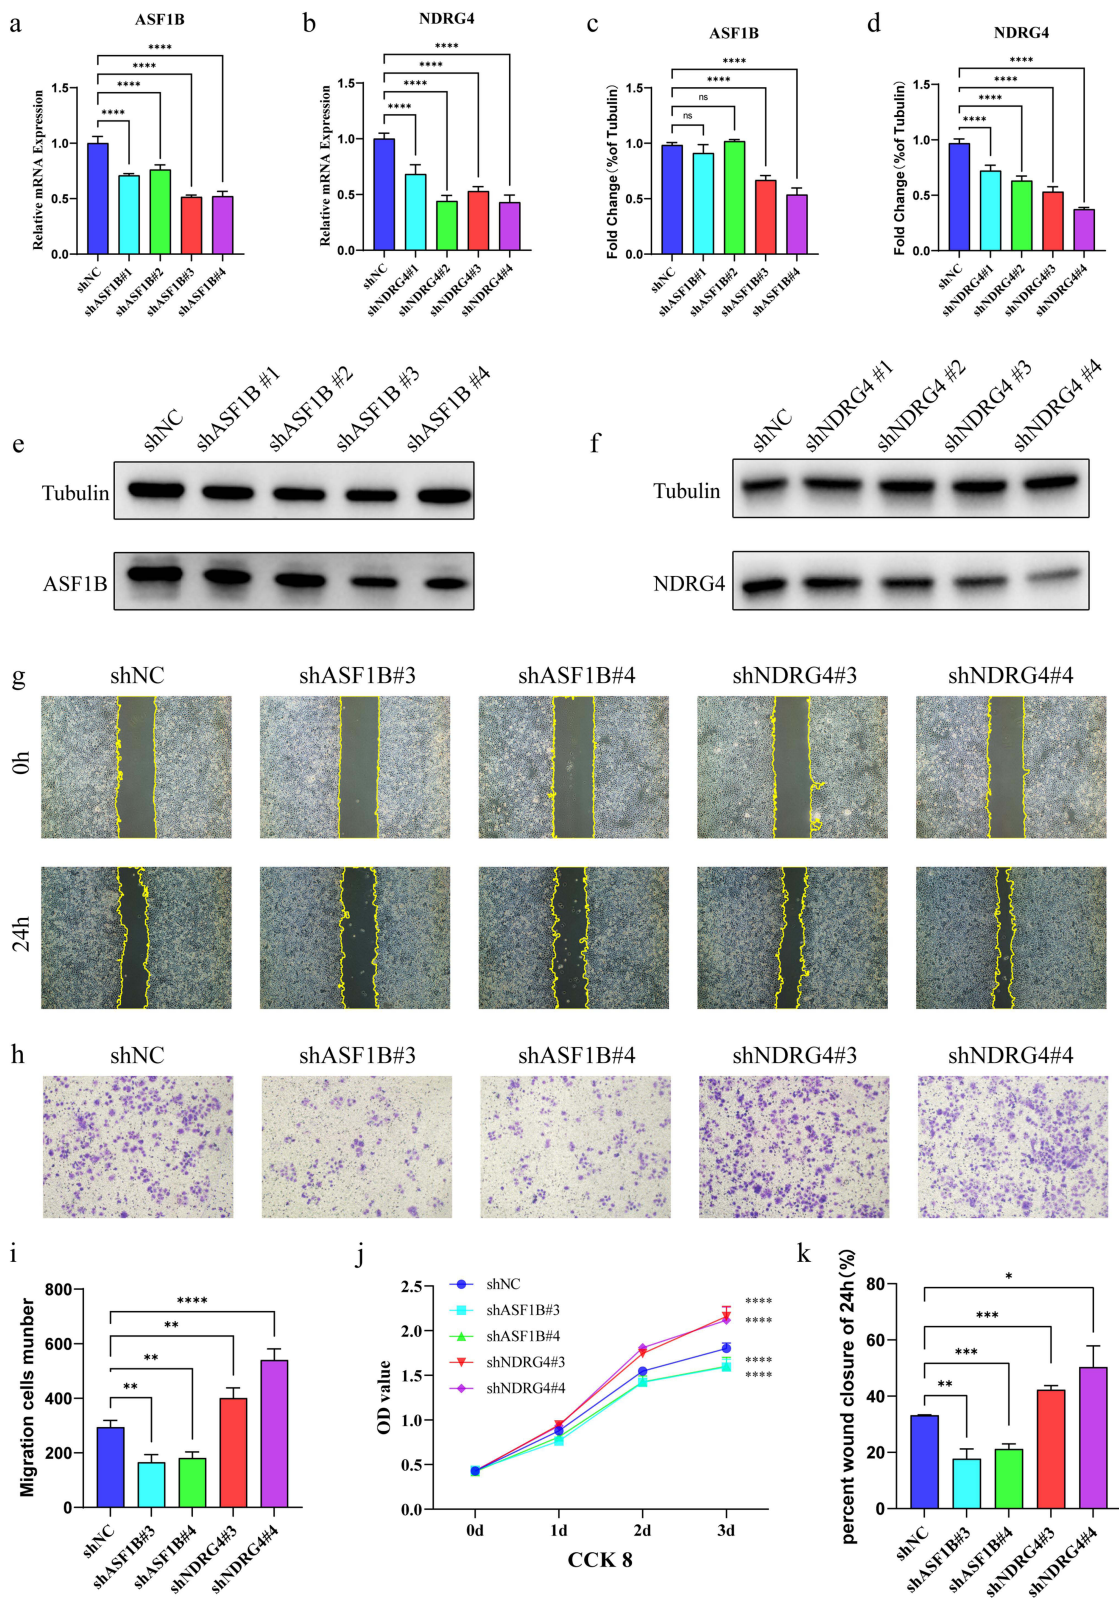 a
ASF1B
****
****
****
****
Relative mRNA Expression
1.5
1.0
0.5
0.0
shNC
shASF1B#1
shASF1B#2
shASF1B#3
shASF1B#4
b
NDRG4
****
****
****
****
Relative mRNA Expression
1.5
1.0
0.5
0.0
shNC
shNDRG4#1
shNDRG4#2
shNDRG4#3
shNDRG4#4
c
ASF1B
****
****
ns
ns
Fold Change (%of Tubulin)
1.5
1.0
0.5
0.0
shNC
shASF1B#1
shASF1B#2
shASF1B#3
shASF1B#4
d
NDRG4
****
****
****
****
Fold Change (%of Tubulin)
1.5
1.0
0.5
0.0
shNC
shNDRG4#1
shNDRG4#2
shNDRG4#3
shNDRG4#4
e
shNC
shASF1B #1
shASF1B #2
shASF1B #3
shASF1B #4
Tubulin
ASF1B
f
shNC
shNDRG4 #1
shNDRG4 #2
shNDRG4 #3
shNDRG4 #4
Tubulin
NDRG4
g
shNC
shASF1B#3
shASF1B#4
shNDRG4#3
shNDRG4#4
0h
24h
h
shNC
shASF1B#3
shASF1B#4
shNDRG4#3
shNDRG4#4
i
Migration cells munber
800
600
400
200
0
****
**
**
**
shNC
shASF1B#3
shASF1B#4
shNDRG4#3
shNDRG4#4
j
OD value
2.5
2.0
1.5
1.0
0.5
0.0
shNC
shASF1B#3
shASF1B#4
shNDRG4#3
shNDRG4#4
****
****
****
****
0d
1d
2d
3d
CCK 8
k
percent wound closure of 24h(%)
80
60
40
20
0
*
***
***
**
shNC
shASF1B#3
shASF1B#4
shNDRG4#3
shNDRG4#4